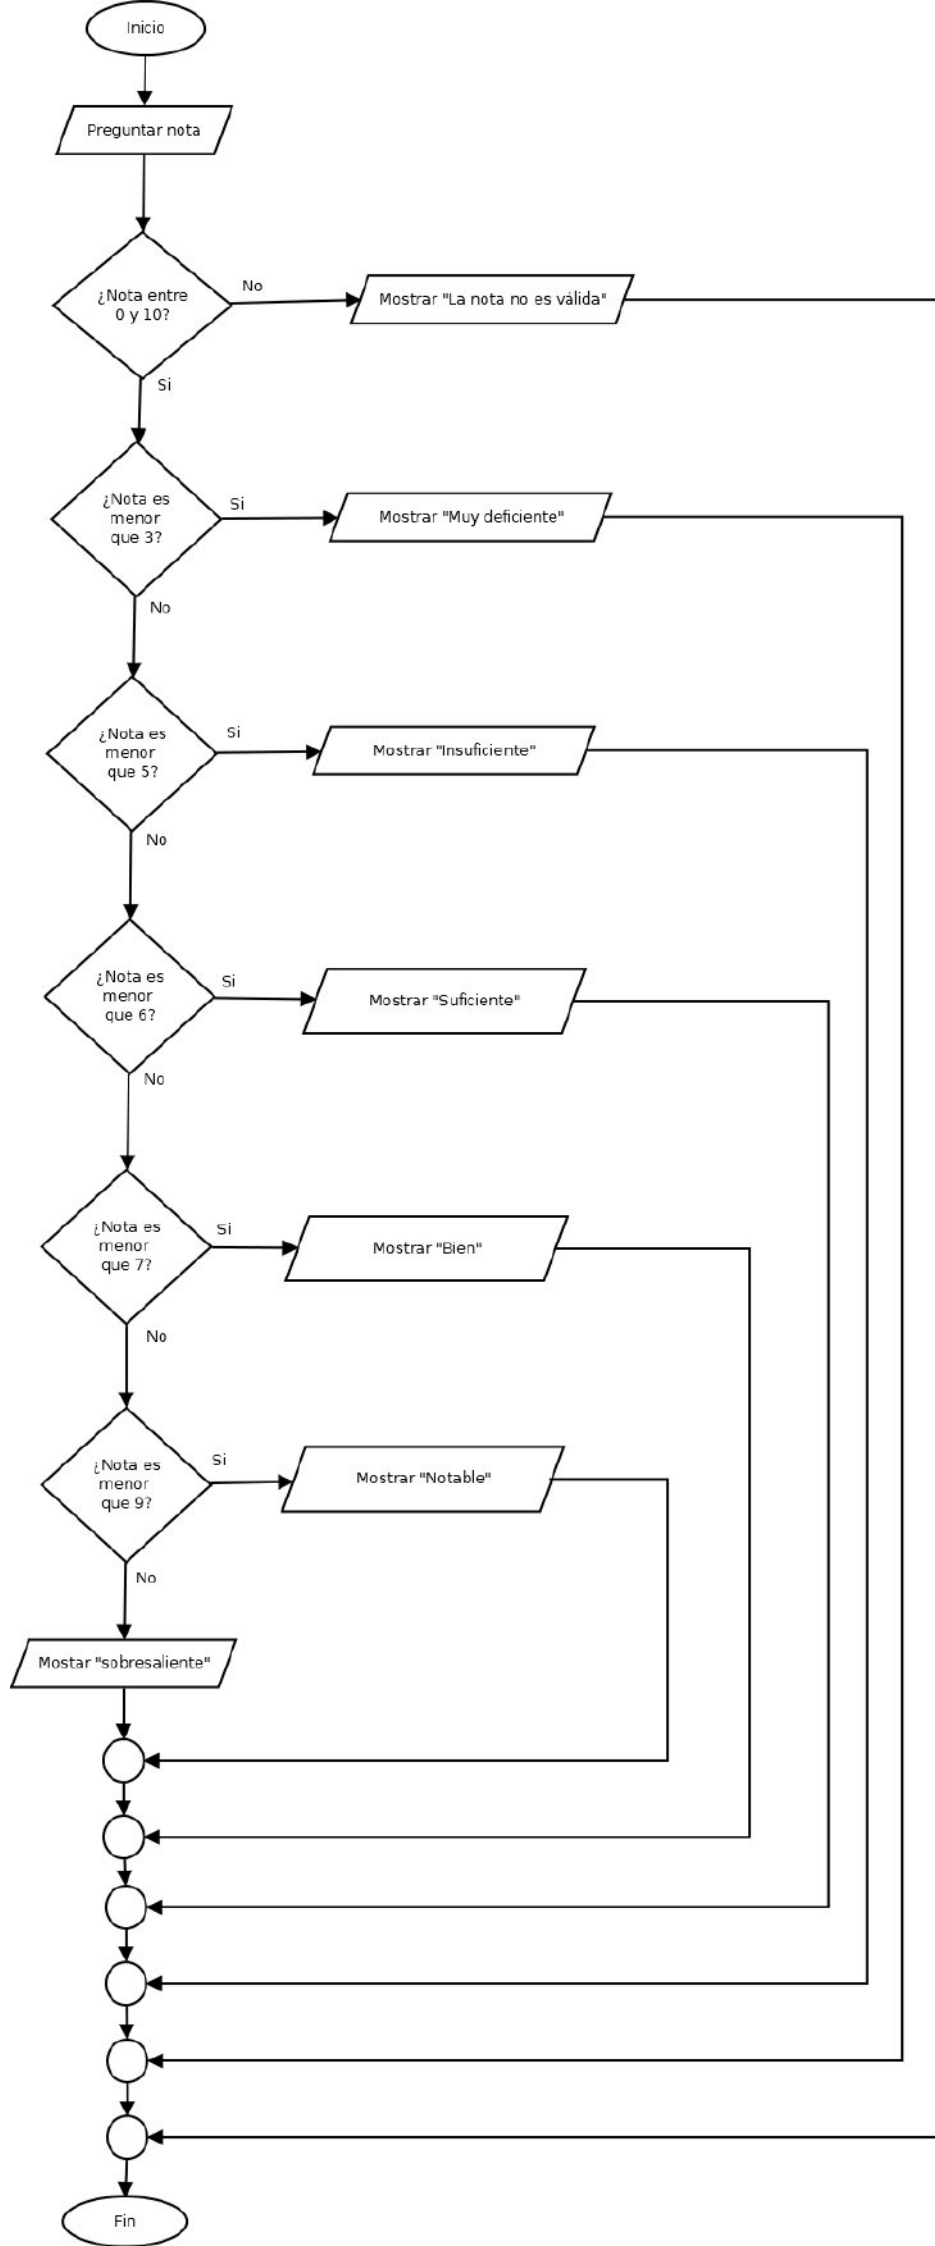 Inicio
Preguntar nota
¿Nota entre
0 y 10?
No
Mostrar "La nota no es válida"
Si
¿Nota es
menor
que 3?
Si
Mostrar "Muy deficiente"
No
¿Nota es
menor
que 5?
Si
Mostrar "Insuficiente"
No
¿Nota es
menor
que 6?
Si
Mostrar "Suficiente"
No
¿Nota es
menor
que 7?
Si
Mostrar "Bien"
No
¿Nota es
menor
que 9?
Si
Mostrar "Notable"
No
Mostar "sobresaliente"
Fin